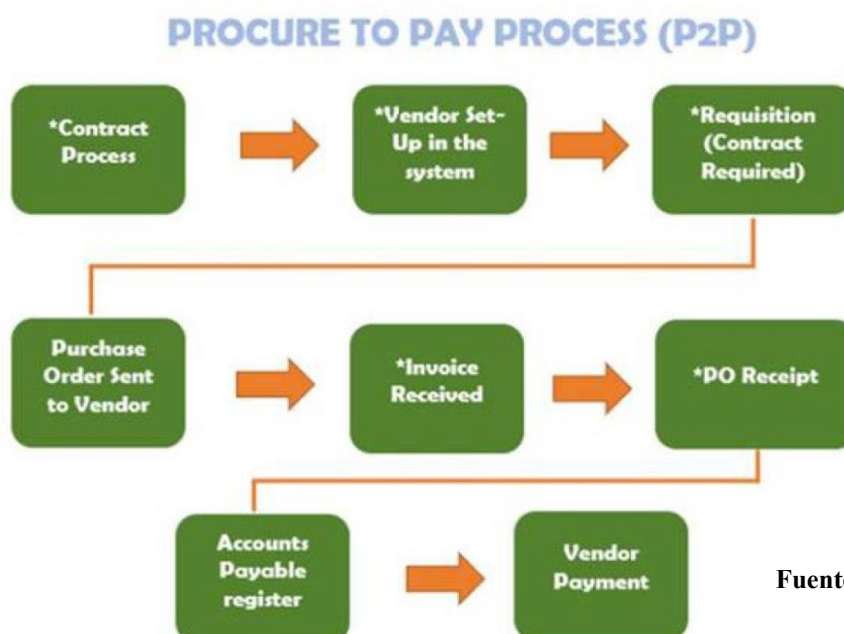 PROCURE TO PAY PROCESS (P2P)
*Contract
Process
*Vendor Set-
Up in the
system
*Requisition
(Contract
Required)
Purchase
Order Sent
to Vendor
*Invoice
Received
*PO Receipt
Accounts
Payable
register
Vendor
Payment
Fuente